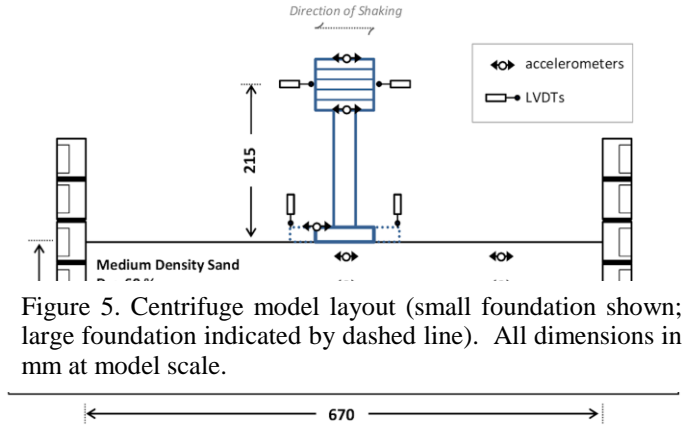 Direction of Shaking
accelerometers
LVDTs
215
Medium Density Sand
Figure 5. Centrifuge model layout (small foundation shown;
large foundation indicated by dashed line). All dimensions in
mm at model scale.
670